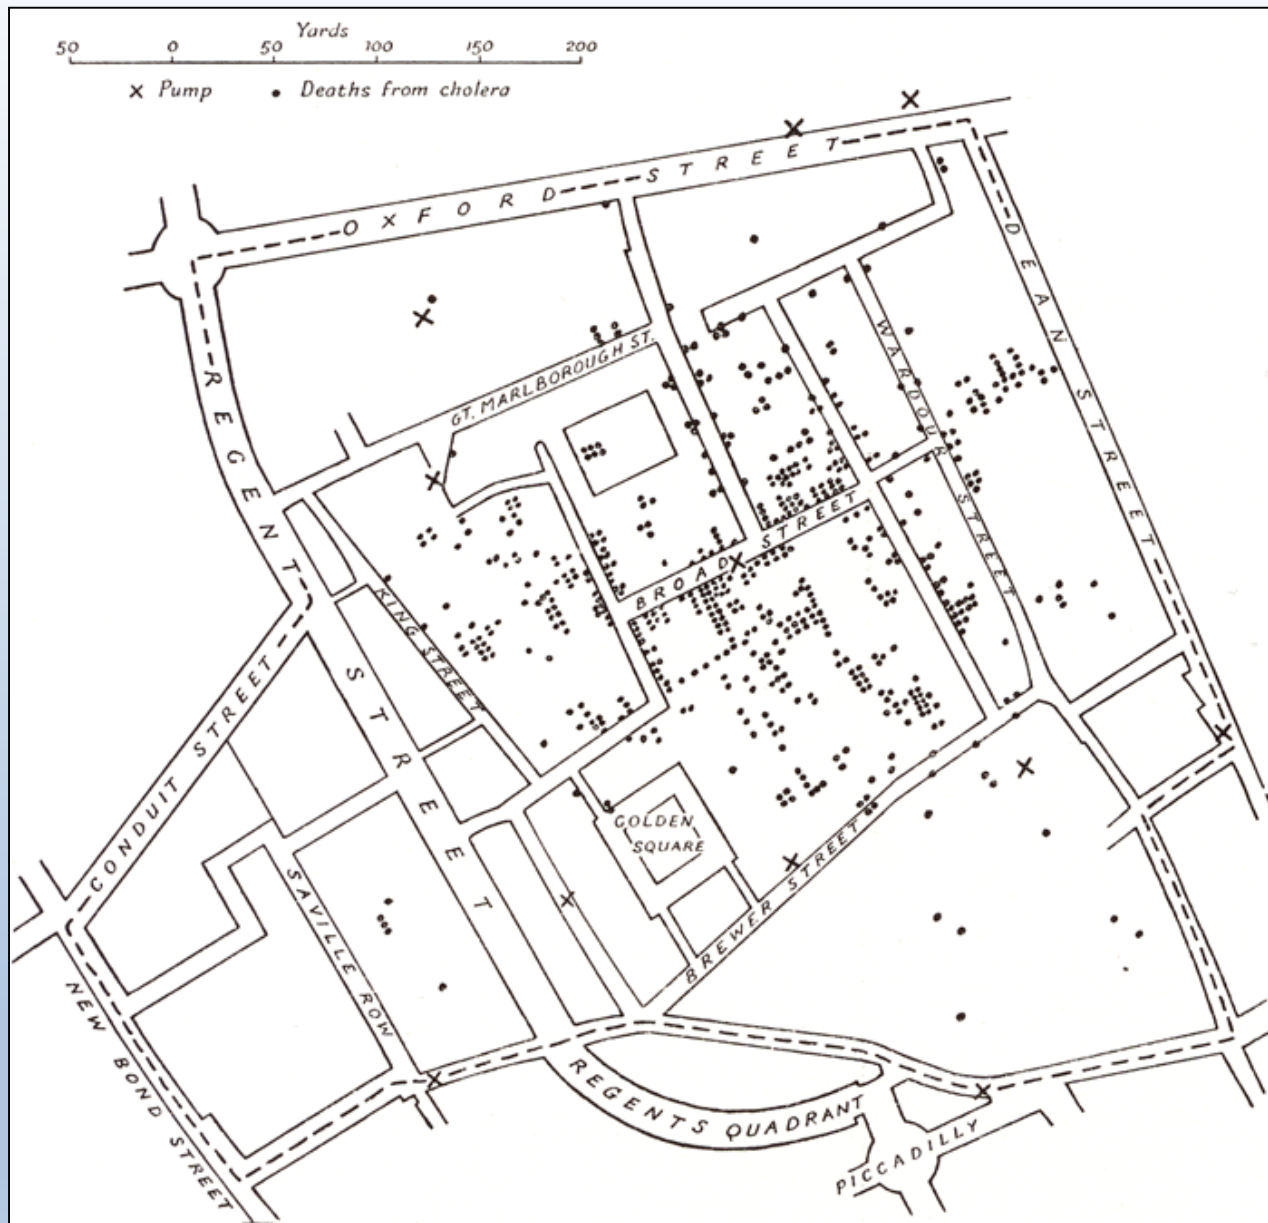 Yards
50 0 50 100 150 200
× Pump • Deaths from cholera
OXFORD STREET
DEAN STREET
REGENT STREET
GT. MARLBOROUGH ST.
WARDOUR STREET
BROAD STREET
KING STREET
CONDUIT STREET
GOLDEN
SQUARE
BREWER STREET
SAVILLE ROW
NEW BOND STREET
REGENTS QUADRANT
PICCADILLY